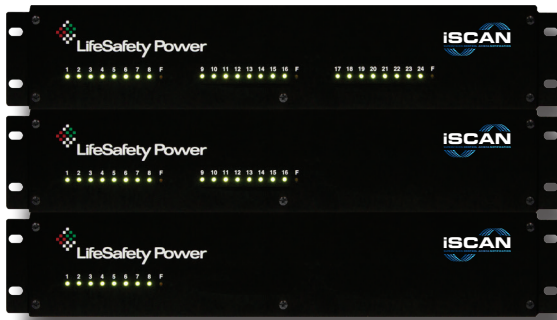 LifeSafety Power
iSCAN
1 2 3 4 5 6 7 8 F 9 10 11 12 13 14 15 16 F 17 18 19 20 21 22 23 24 F
LifeSafety Power
iSCAN
1 2 3 4 5 6 7 8 F 9 10 11 12 13 14 15 16 F
LifeSafety Power
iSCAN
1 2 3 4 5 6 7 8 F